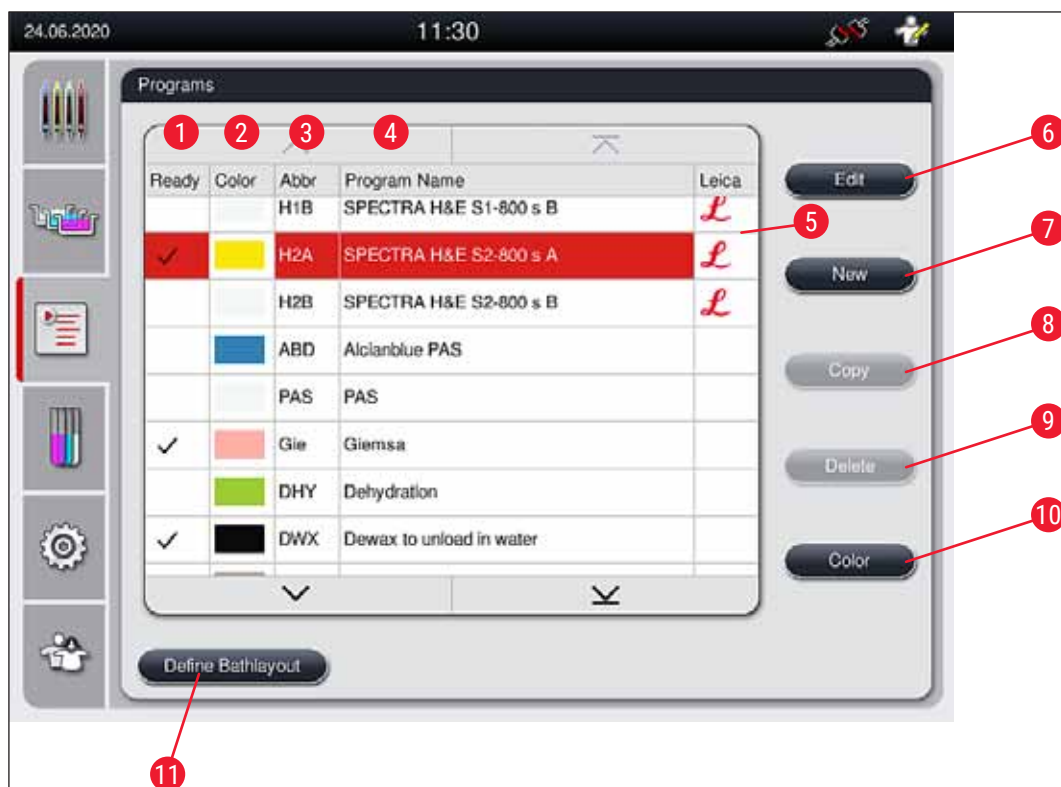 24.06.2020 11:30
Programs
1 2 3 4
6
Ready Color Abbr Program Name Leica
Edit
H1B SPECTRA H&E S1-800 s B
5
7
H2A SPECTRA H&E S2-800 s A
New
H2B SPECTRA H&E S2-800 s B
8
ABD Alcianblue PAS
Copy
PAS PAS
9
Gie Giemsa
Delete
DHY Dehydration
10
DWX Dewax to unload in water
Color
Define Bathlayout
11